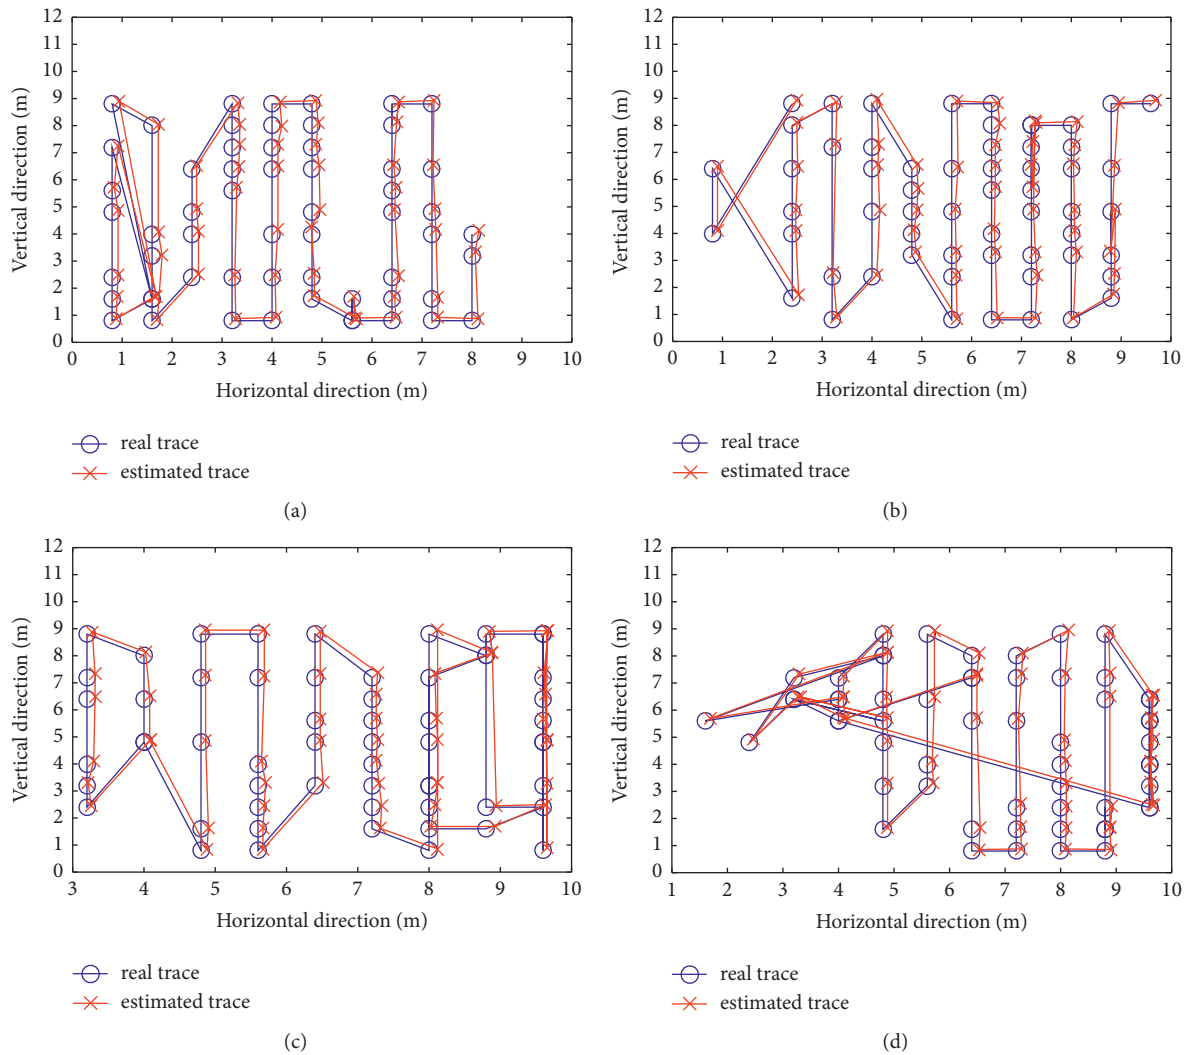 12
11
10
9
8
7
6
5
4
3
2
1
0
Vertical direction (m)
0 1 2 3 4 5 6 7 8 9 10
Horizontal direction (m)
real trace
estimated trace
(a)
12
11
10
9
8
7
6
5
4
3
2
1
0
Vertical direction (m)
0 1 2 3 4 5 6 7 8 9 10
Horizontal direction (m)
real trace
estimated trace
(b)
12
11
10
9
8
7
6
5
4
3
2
1
0
Vertical direction (m)
3 4 5 6 7 8 9 10
Horizontal direction (m)
real trace
estimated trace
(c)
12
11
10
9
8
7
6
5
4
3
2
1
0
Vertical direction (m)
1 2 3 4 5 6 7 8 9 10
Horizontal direction (m)
real trace
estimated trace
(d)